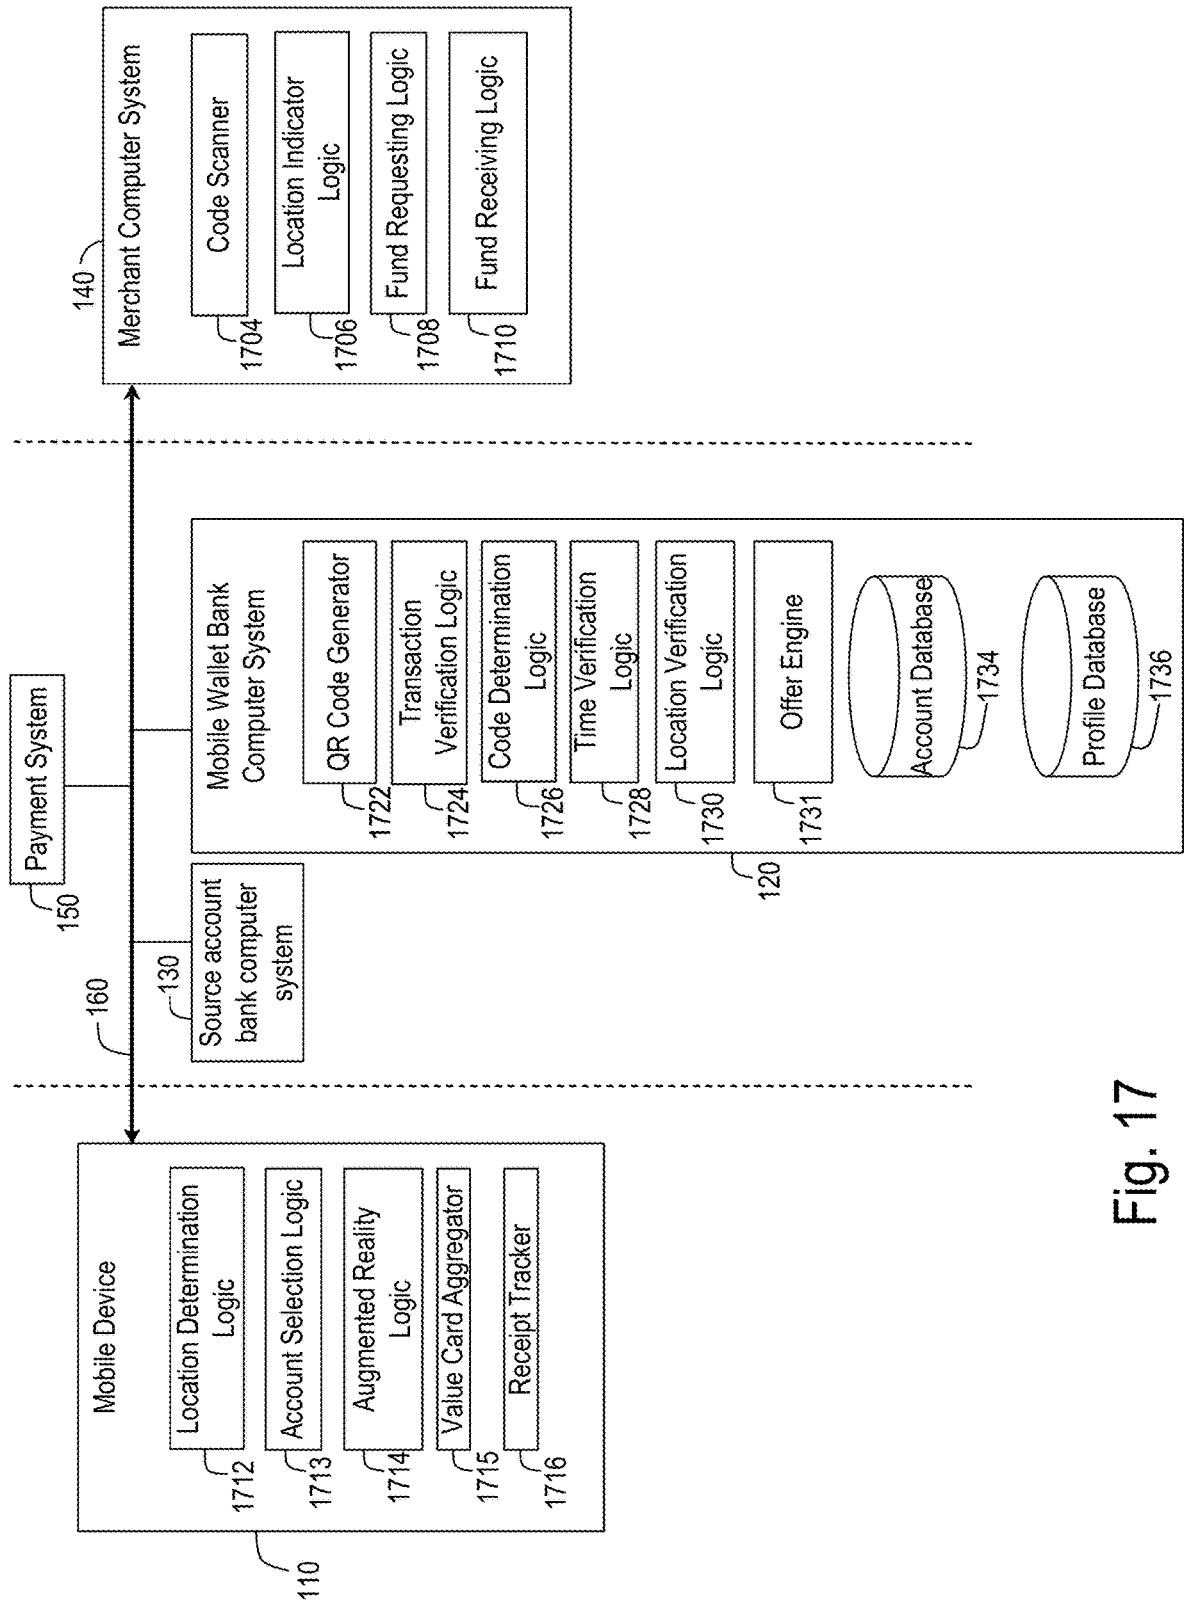 150
Payment System
160
110
Mobile Device
1712
Location Determination
Logic
1713
Account Selection Logic
1714
Augmented Reality
Logic
1715
Value Card Aggregator
1716
Receipt Tracker
130
Source account
bank computer
system
120
Mobile Wallet Bank
Computer System
1722
QR Code Generator
1724
Transaction
Verification Logic
1726
Code Determination
Logic
1728
Time Verification
Logic
1730
Location Verification
Logic
1731
Offer Engine
Account Database
1734
Profile Database
1736
140
Merchant Computer System
1704
Code Scanner
1706
Location Indicator
Logic
1708
Fund Requesting Logic
1710
Fund Receiving Logic
Fig. 17